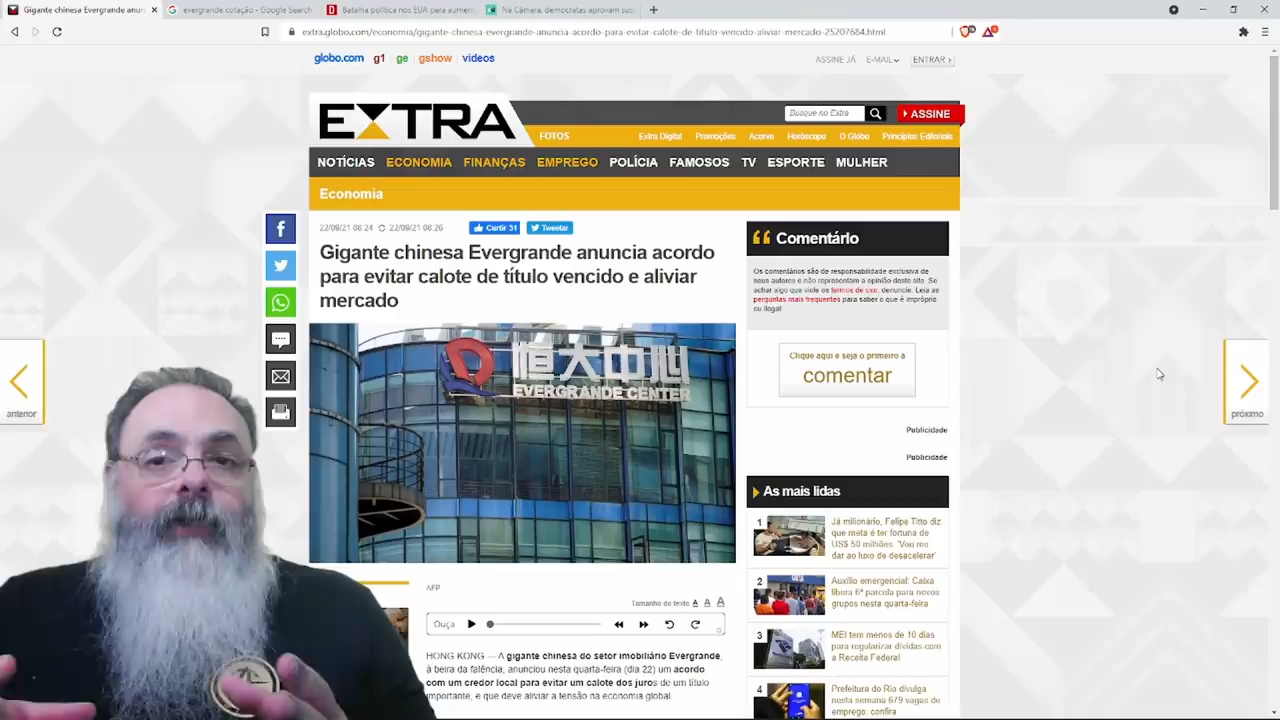 Gigante chinesa Evergrande anun
evergrande cotação - Google Search
Batalha política nos EUA para aumen
Na Câmara, democratas aprovam sus
extra.globo.com/economia/gigante-chinesa-evergrande-anuncia-acordo-para-evitar-calote-de-titulo-vencido-aliviar-mercado-25207684.html
globo.com g1 ge gshow videos
ASSINE JÁ E-MAIL ENTRAR
EXTRA
Busque no Extra
ASSINE
FOTOS
Extra Digital Promoções Acervo Horóscopo O Globo Princípios Editoriais
NOTÍCIAS ECONOMIA FINANÇAS EMPREGO POLÍCIA FAMOSOS TV ESPORTE MULHER
Economia
22/09/21 08:24 22/09/21 08:26
Curtir 31
Tweetar
Gigante chinesa Evergrande anuncia acordo
para evitar calote de título vencido e aliviar
mercado
恒大中心
EVERGRANDE CENTER
AFP
Tamanho do texto A A A
Ouça
HONG KONG — A gigante chinesa do setor imobiliário Evergrande,
à beira da falência, anunciou nesta quarta-feira (dia 22) um acordo
com um credor local para evitar um calote dos juros de um título
importante, e que deve aliviar a tensão na economia global.
Comentário
Os comentários são de responsabilidade exclusiva de
seus autores e não representam a opinião deste site. Se
achar algo que viole os termos de uso, denuncie. Leia as
perguntas mais frequentes para saber o que é impróprio
ou ilegal
Clique aqui e seja o primeiro a
comentar
Publicidade
Publicidade
As mais lidas
1
Já milionário, Felipe Titto diz
que meta é ter fortuna de
US$ 50 milhões: 'Vou me
dar ao luxo de desacelerar'
2
Auxílio emergencial: Caixa
libera 6ª parcela para novos
grupos nesta quarta-feira
3
MEI tem menos de 10 dias
para regularizar dívidas com
a Receita Federal
4
Prefeitura do Rio divulga
nesta semana 679 vagas de
emprego; confira
anterior
próximo